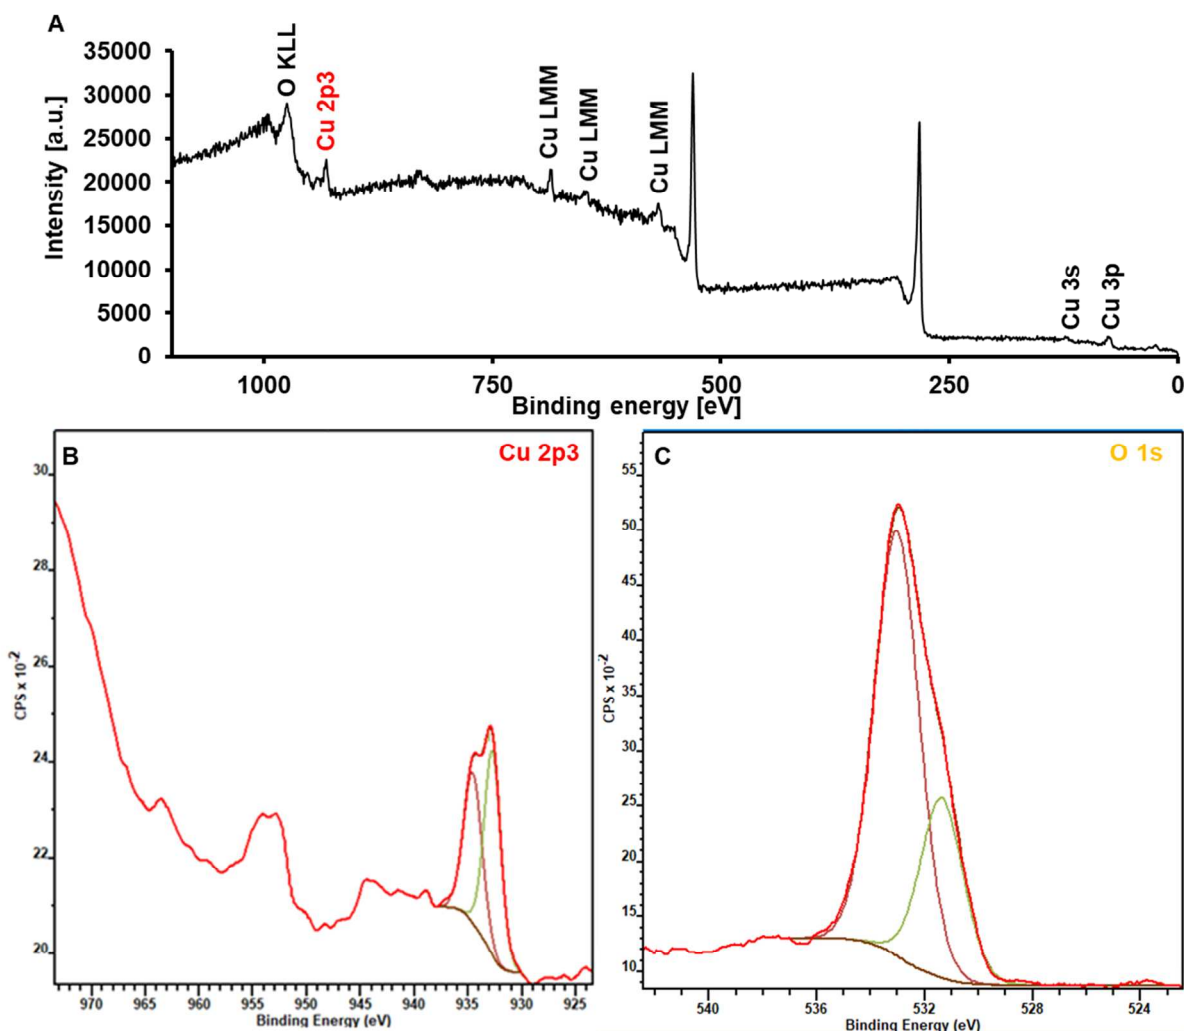 A
35000
30000
25000
20000
15000
10000
5000
0
Intensity [a.u.]
O KLL
Cu 2p3
Cu LMM
Cu LMM
Cu LMM
Cu 3s
Cu 3p
1000 750 500 250 0
Binding energy [eV]
B
Cu 2p3
30
28
26
24
22
20
CPS x 10⁻²
970 965 960 955 950 945 940 935 930 925
Binding Energy (eV)
C
O 1s
55
50
45
40
35
30
25
20
15
10
CPS x 10⁻²
540 536 532 528 524
Binding Energy (eV)